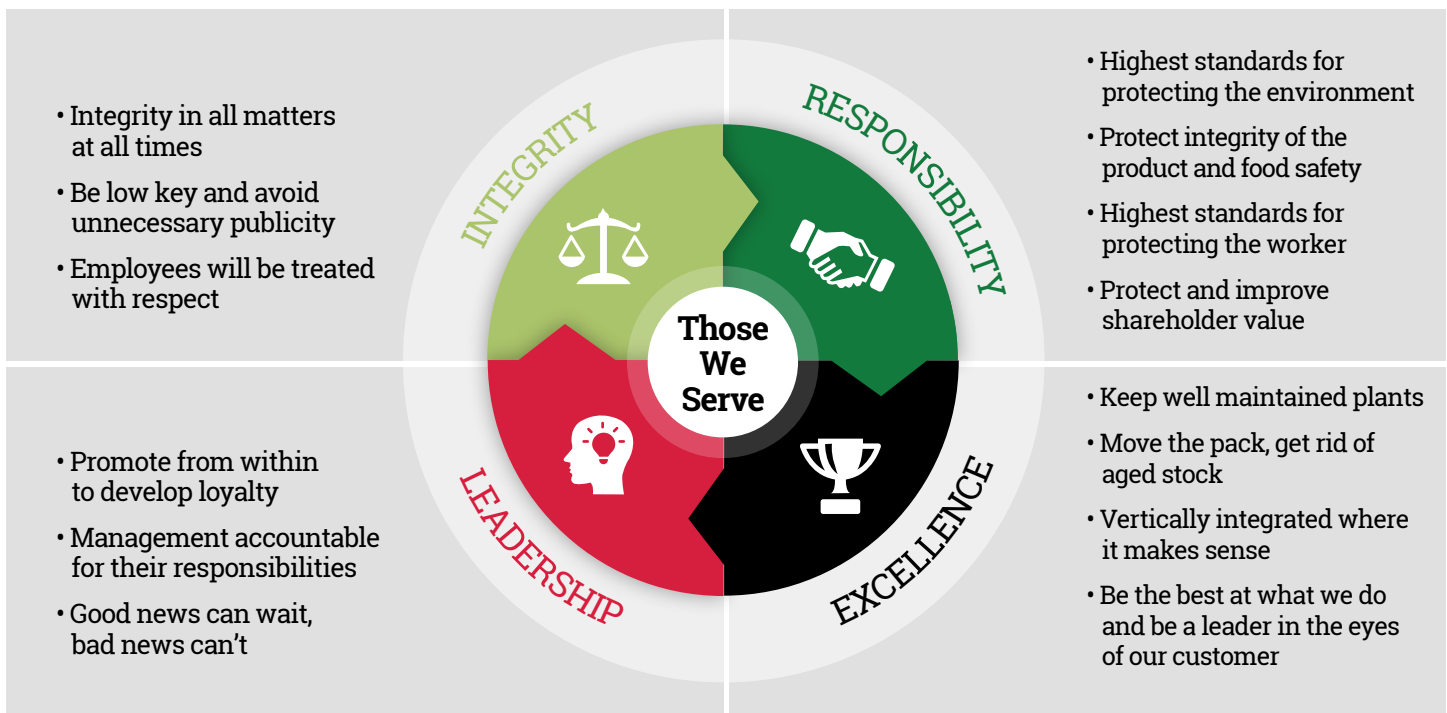 INTEGRITY
• Integrity in all matters
at all times
• Be low key and avoid
unnecessary publicity
• Employees will be treated
with respect
RESPONSIBILITY
• Highest standards for
protecting the environment
• Protect integrity of the
product and food safety
• Highest standards for
protecting the worker
• Protect and improve
shareholder value
Those
We
Serve
LEADERSHIP
• Promote from within
to develop loyalty
• Management accountable
for their responsibilities
• Good news can wait,
bad news can’t
EXCELLENCE
• Keep well maintained plants
• Move the pack, get rid of
aged stock
• Vertically integrated where
it makes sense
• Be the best at what we do
and be a leader in the eyes
of our customer